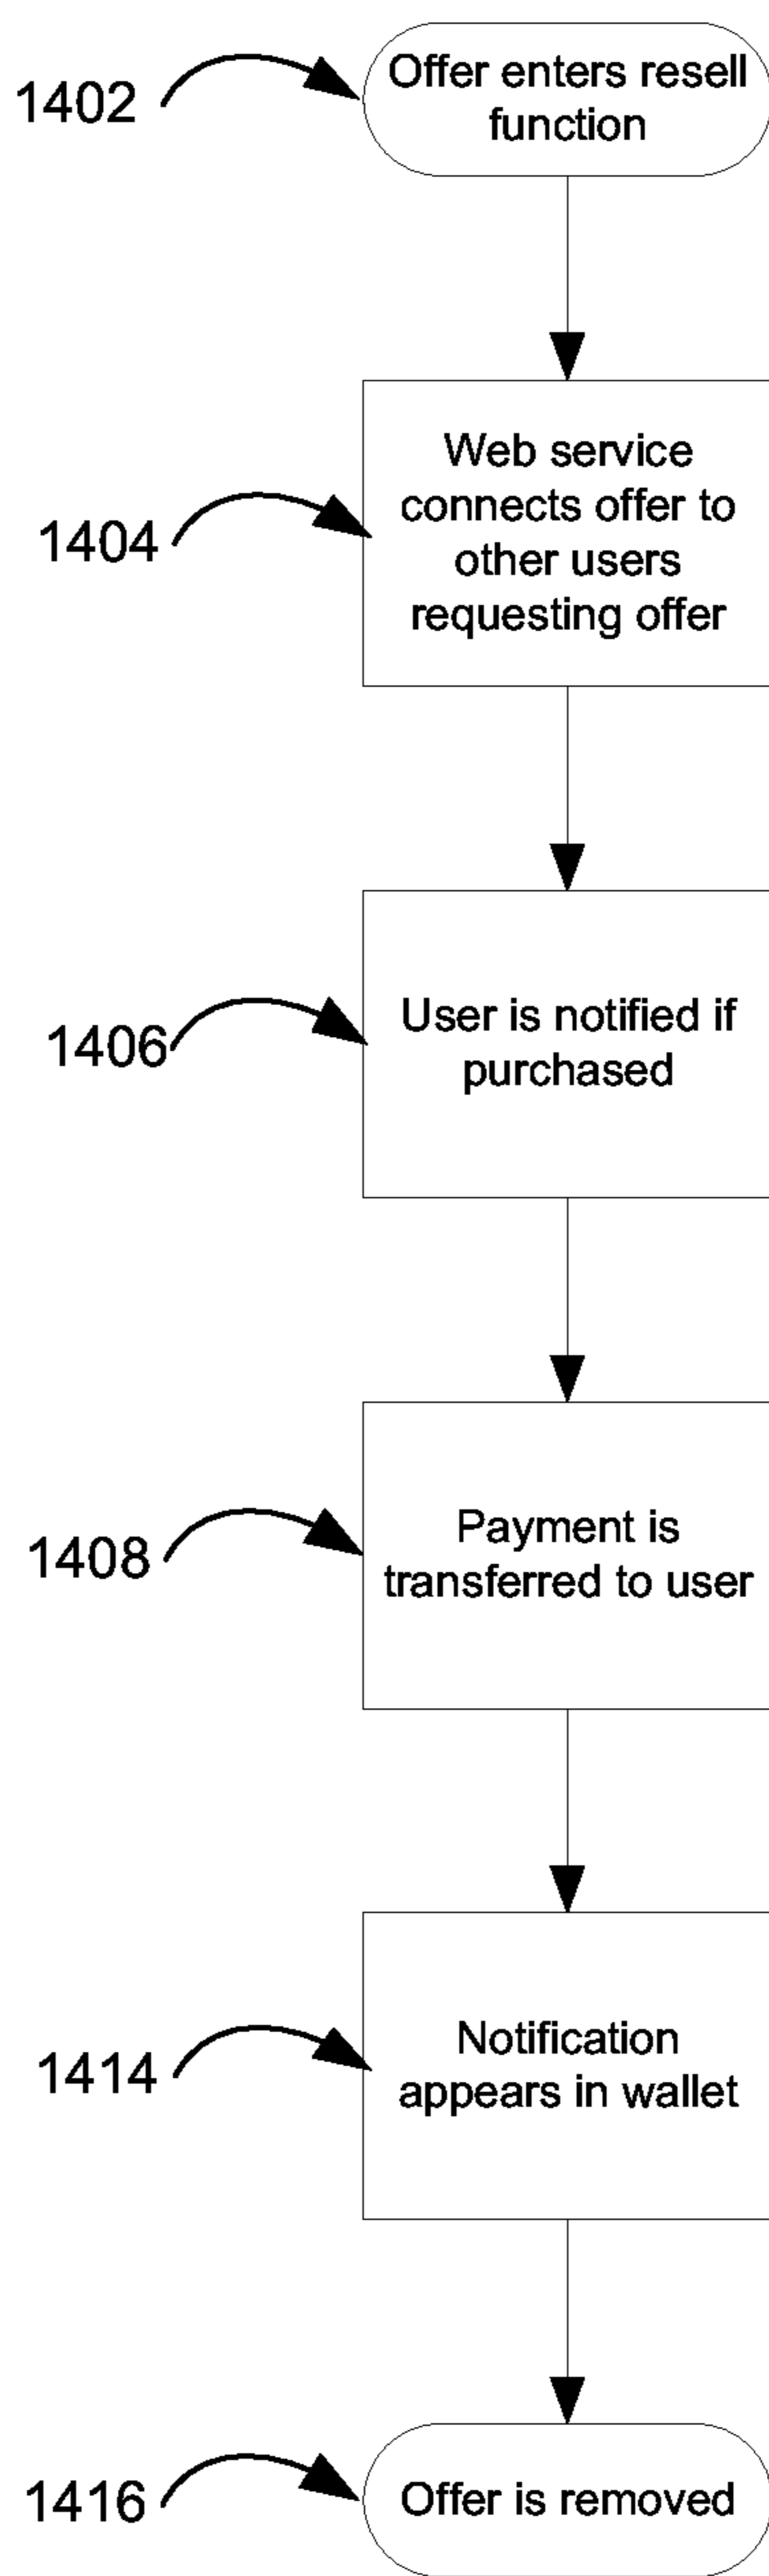 1402
Offer enters resell
function
1404
Web service
connects offer to
other users
requesting offer
1406
User is notified if
purchased
1408
Payment is
transferred to user
1414
Notification
appears in wallet
1416
Offer is removed